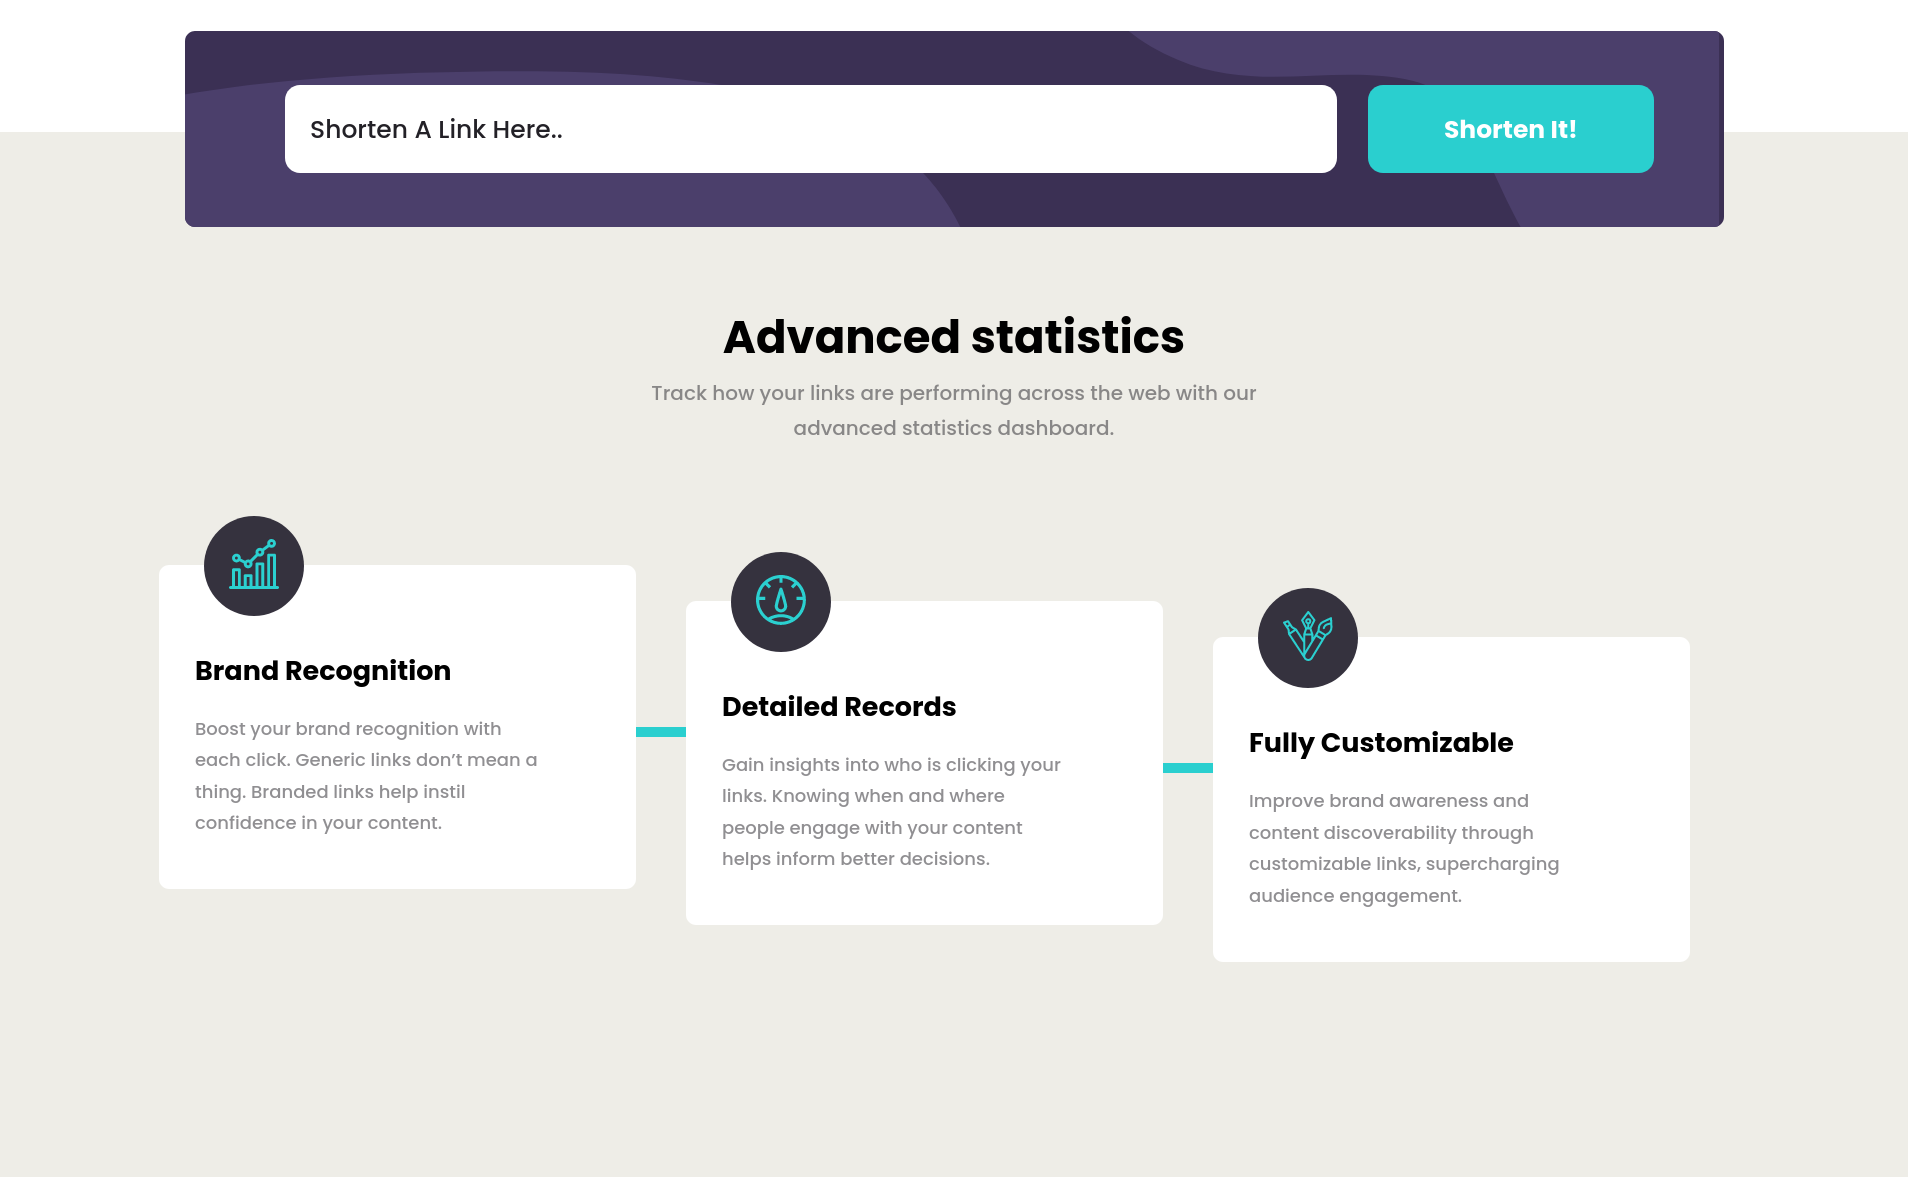 Shorten A Link Here..
Shorten It!
Advanced statistics
Track how your links are performing across the web with our
advanced statistics dashboard.
Brand Recognition
Boost your brand recognition with
each click. Generic links don’t mean a
thing. Branded links help instil
confidence in your content.
Detailed Records
Gain insights into who is clicking your
links. Knowing when and where
people engage with your content
helps inform better decisions.
Fully Customizable
Improve brand awareness and
content discoverability through
customizable links, supercharging
audience engagement.